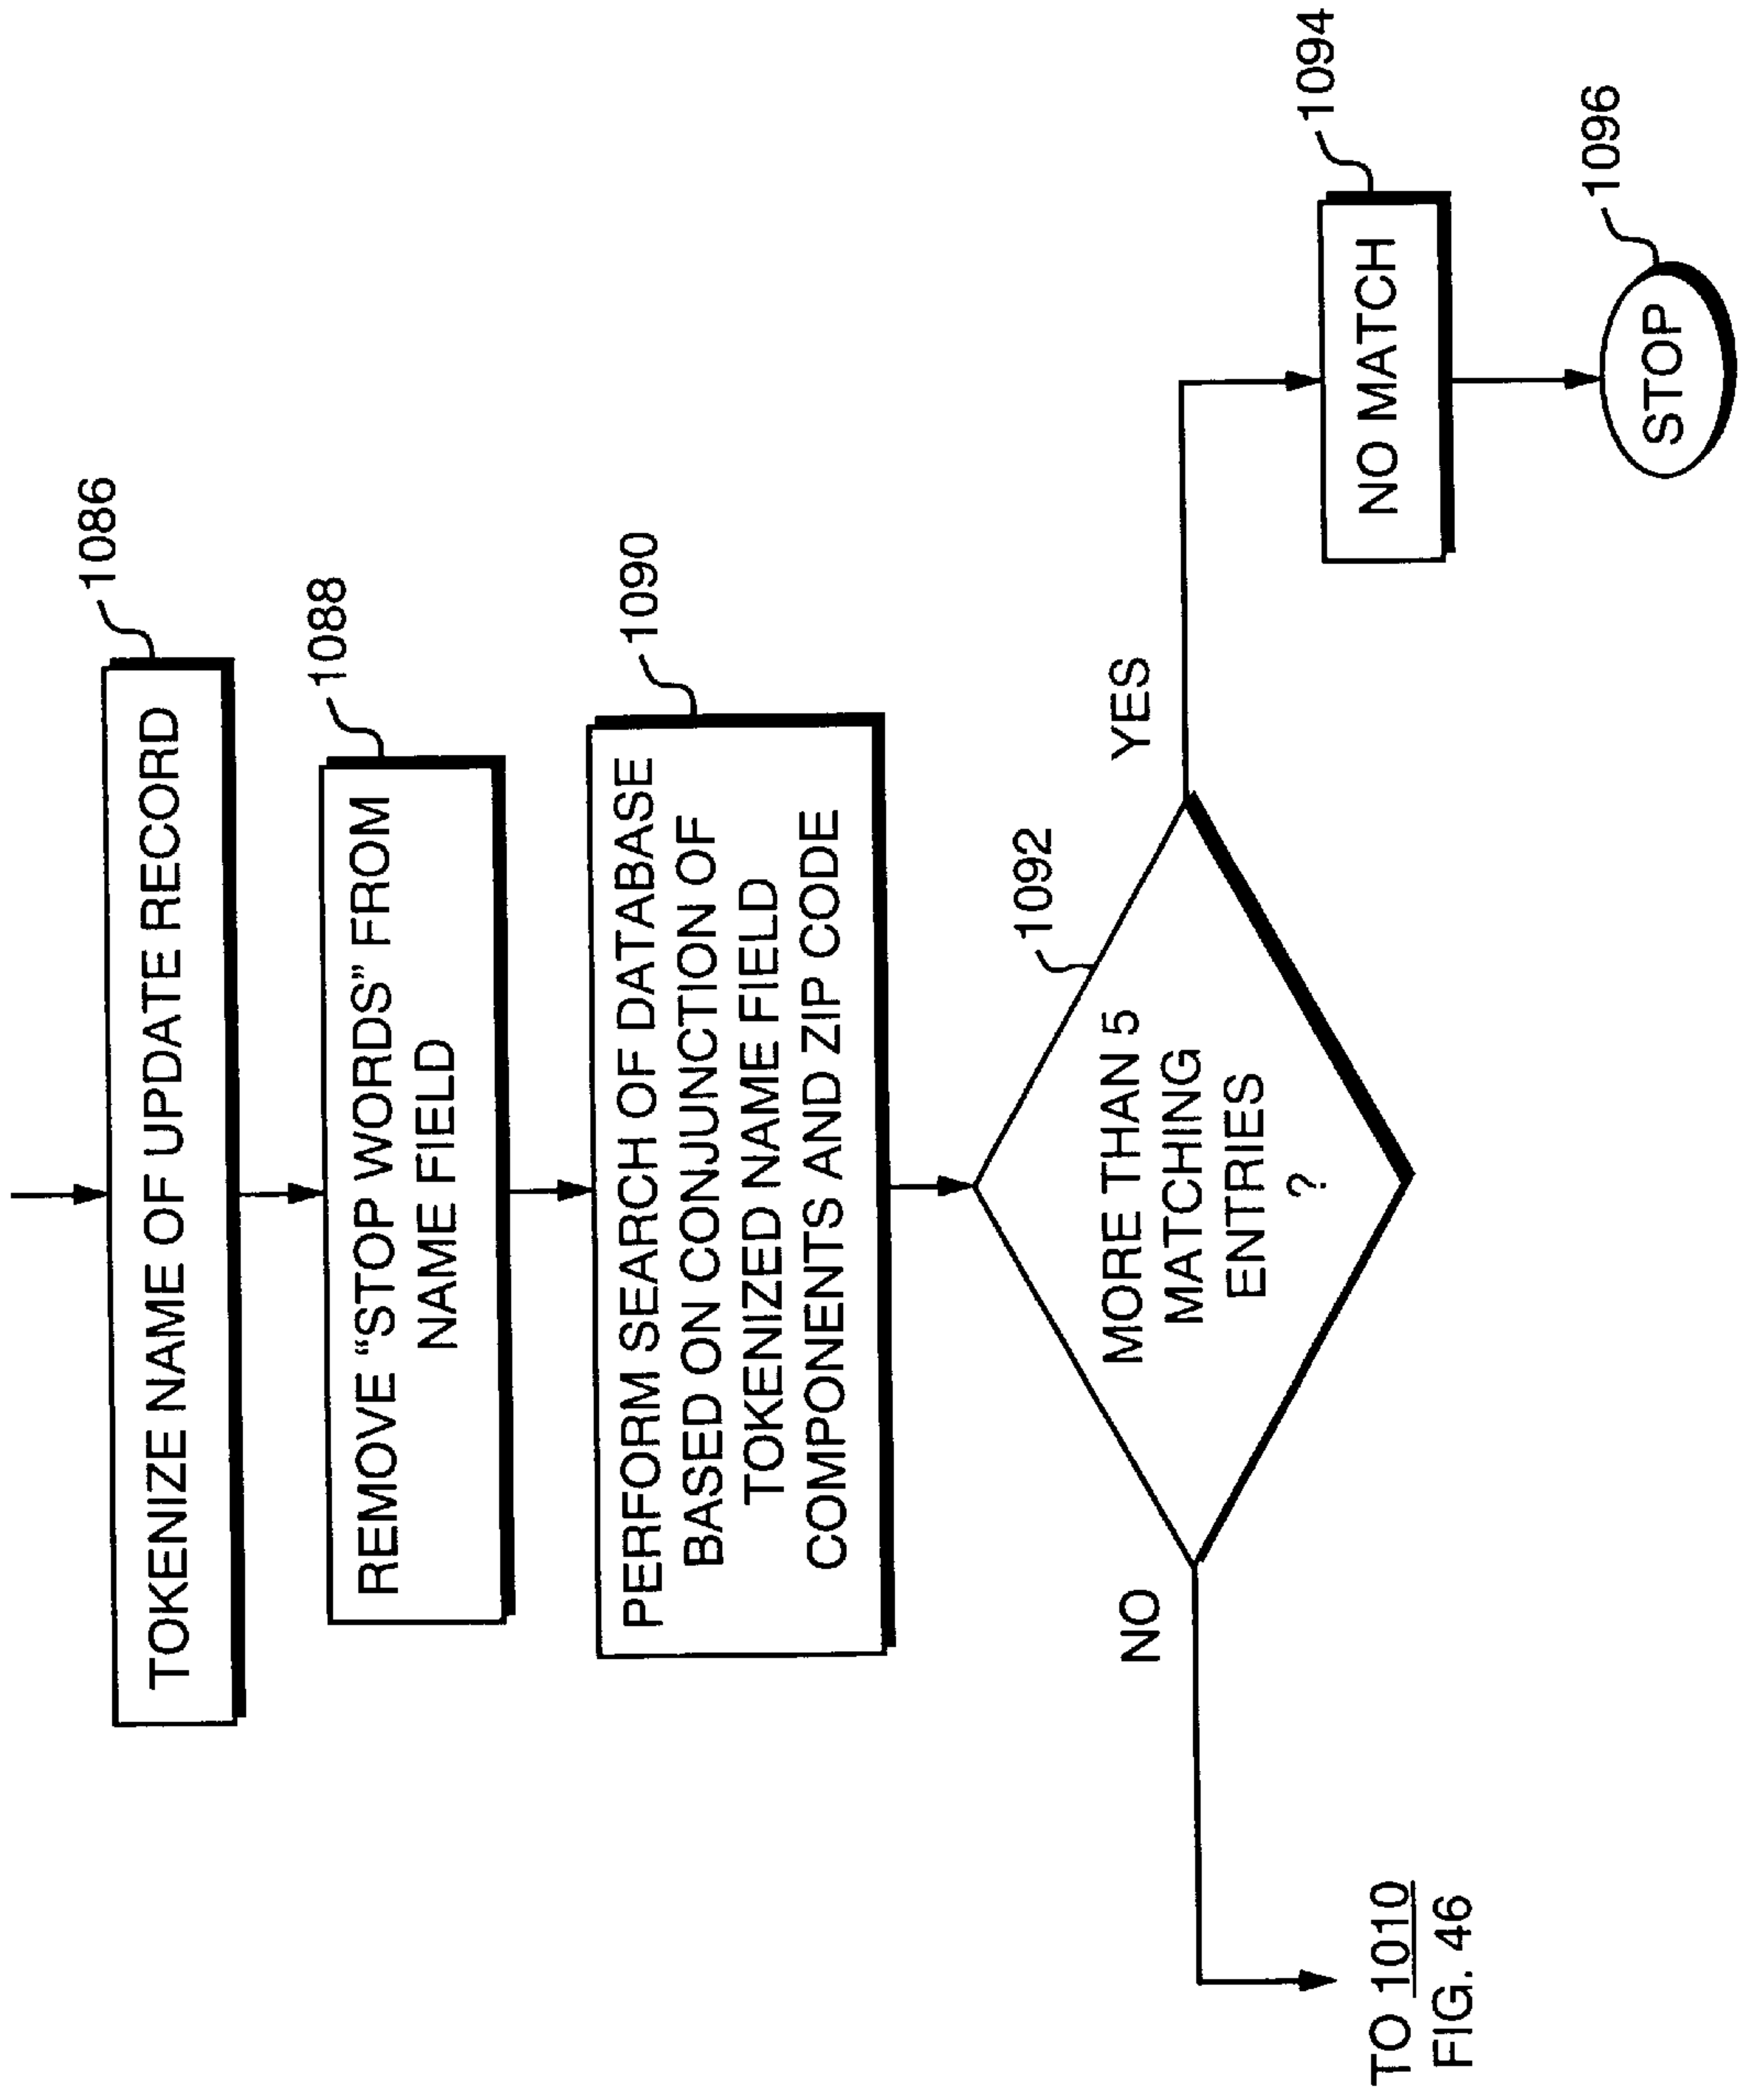 1086
TOKENIZE NAME OF UPDATE RECORD
1088
REMOVE “STOP WORDS” FROM
NAME FIELD
1090
PERFORM SEARCH OF DATABASE
BASED ON CONJUNCTION OF
TOKENIZED NAME FIELD
COMPONENTS AND ZIP CODE
1092
MORE THAN 5
MATCHING
ENTRIES
?
NO
YES
TO 1010
FIG. 46
1094
NO MATCH
1096
STOP